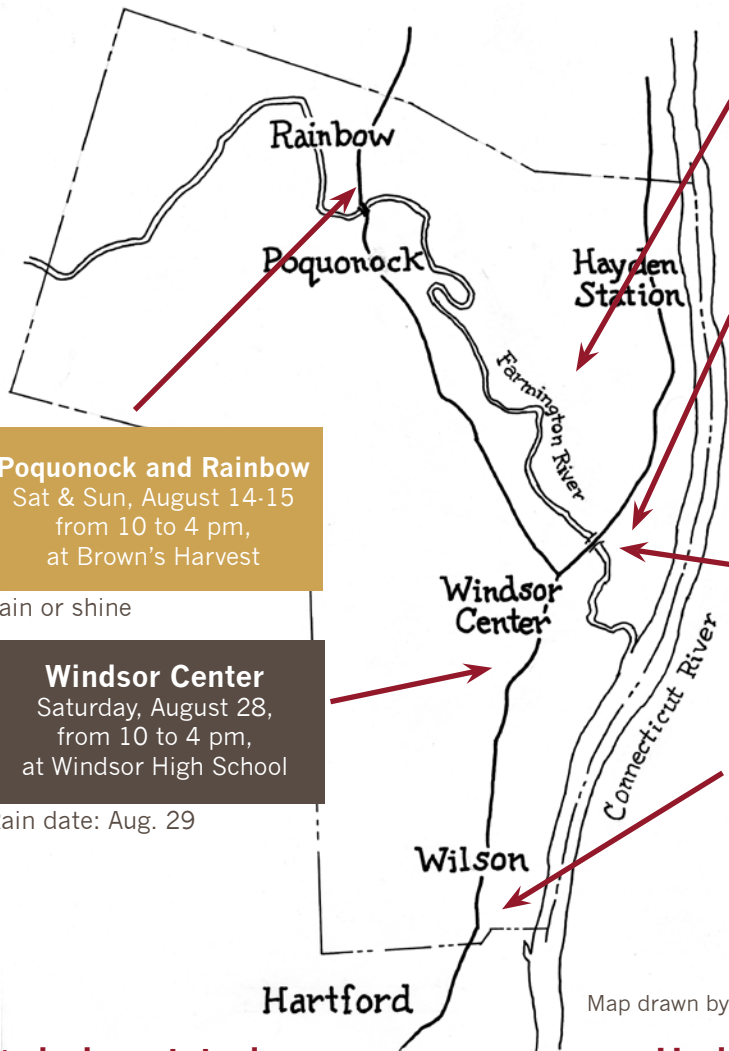 Rainbow
Poquonock
Hayden
Station
Farmington
River
Poquonock and Rainbow
Sat & Sun, August 14-15
from 10 to 4 pm,
at Brown's Harvest
ain or shine
Windsor
Center
Windsor Center
Saturday, August 28,
from 10 to 4 pm,
at Windsor High School
ain date: Aug. 29
Connecticut River
Wilson
Hartford
Map drawn by